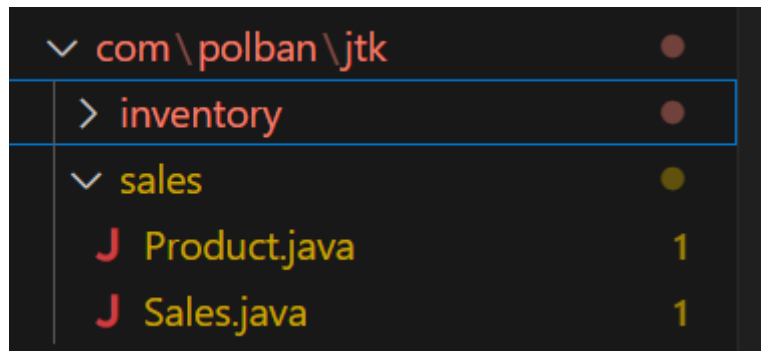 com\polban\jtk
inventory
sales
J Product.java 1
J Sales.java 1